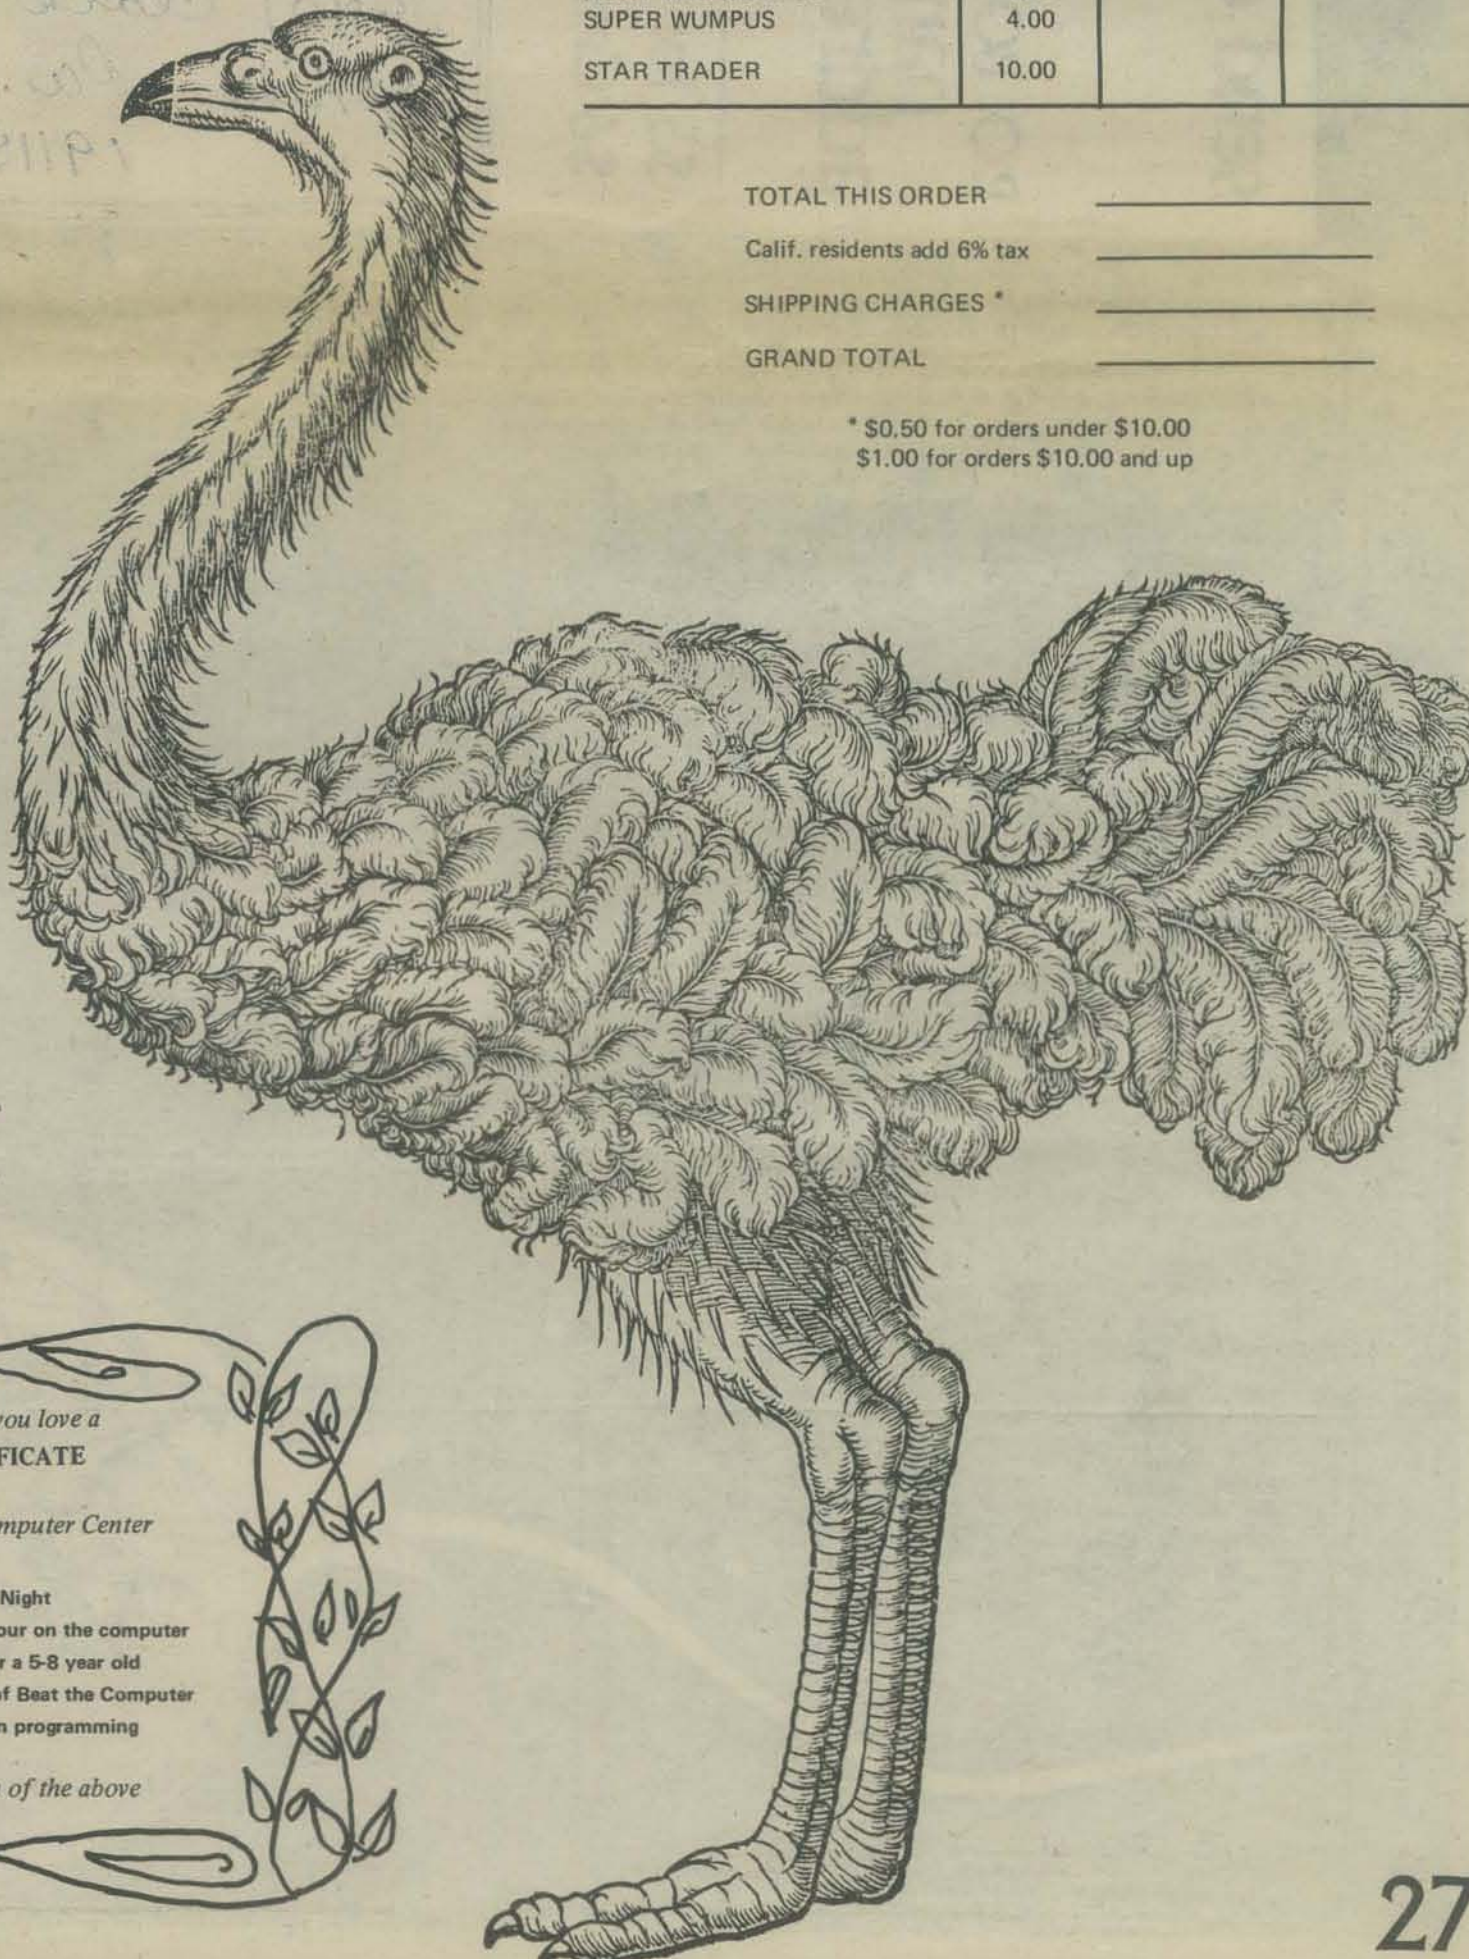 SUPER WUMPUS 4.00
STAR TRADER 10.00
TOTAL THIS ORDER
Calif. residents add 6% tax
SHIPPING CHARGES *
GRAND TOTAL
* $0.50 for orders under $10.00
$1.00 for orders $10.00 and up
you love a
FICATE
mputer Center
Night
our on the computer
r a 5-8 year old
of Beat the Computer
n programming
of the above
27